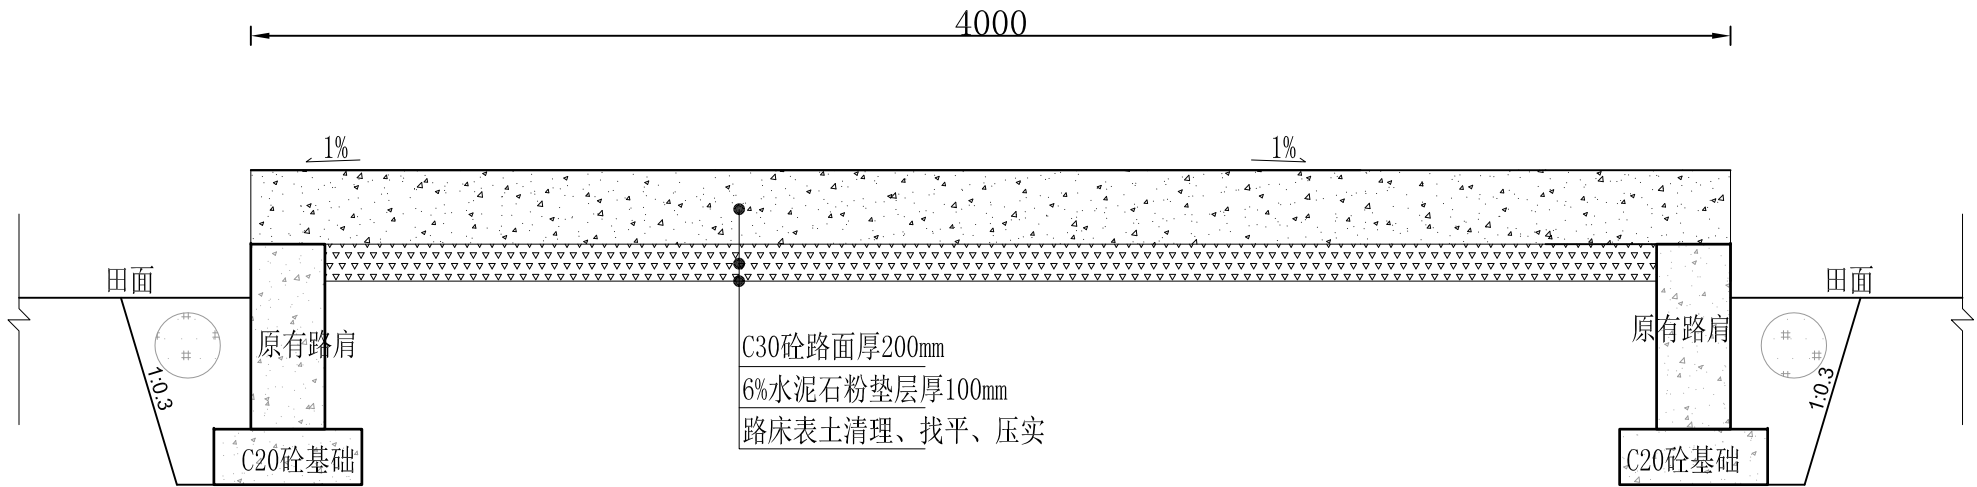 4000
1%
1%
田面
田面
原有路肩
原有路肩
1:0.3
1:0.3
C30砼路面厚200mm
6%水泥石粉垫层厚100mm
路床表土清理、找平、压实
C20砼基础
C20砼基础